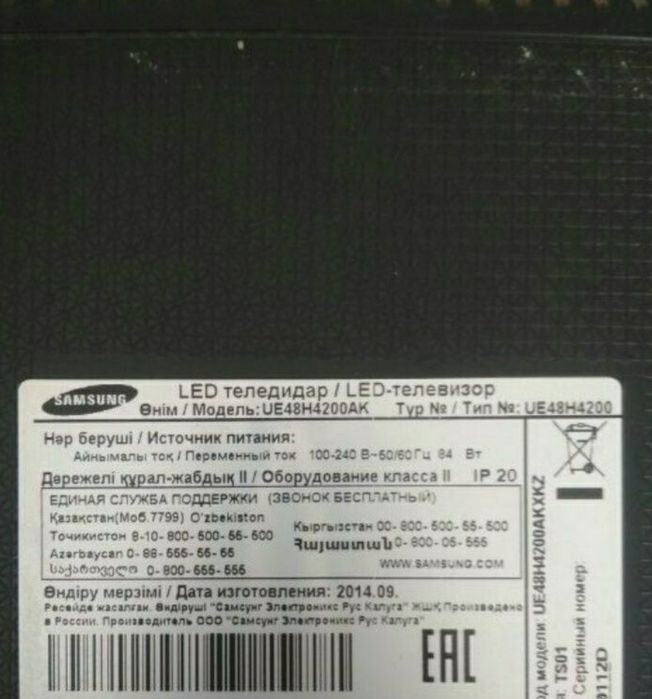 SAMSUNG
LED теледидар / LED-телевизор
Өнім / Модель: UE48H4200AK Тур № / Тип №: UE48H4200
Нәр беруші / Источник питания:
Айнымалы ток / Переменный ток 100-240 В~50/60 Гц 84 Вт
Дәрежелі құрал-жабдық II / Оборудование класса II IP 20
ЕДИНАЯ СЛУЖБА ПОДДЕРЖКИ (ЗВОНОК БЕСПЛАТНЫЙ)
Қазақстан(Моб.7799) O'zbekiston
Кыргызстан 00-800-500-55-500
Точикистон 8-10-800-500-55-500
Հայաստան 0-800-05-555
Azərbaycan 0-88-555-55-55
საქართველო 0-800-555-555
WWW.SAMSUNG.COM
Өндіру мерзімі / Дата изготовления: 2014.09.
Ресейде жасалған. Өндіруші "Самсунг Электроникс Рус Калуга" ЖШҚ Произведено
в России. Производитель ООО "Самсунг Электроникс Рус Калуга"
EAC
модели: UE48H4200AKXKZ
TS01
Серийный номер: